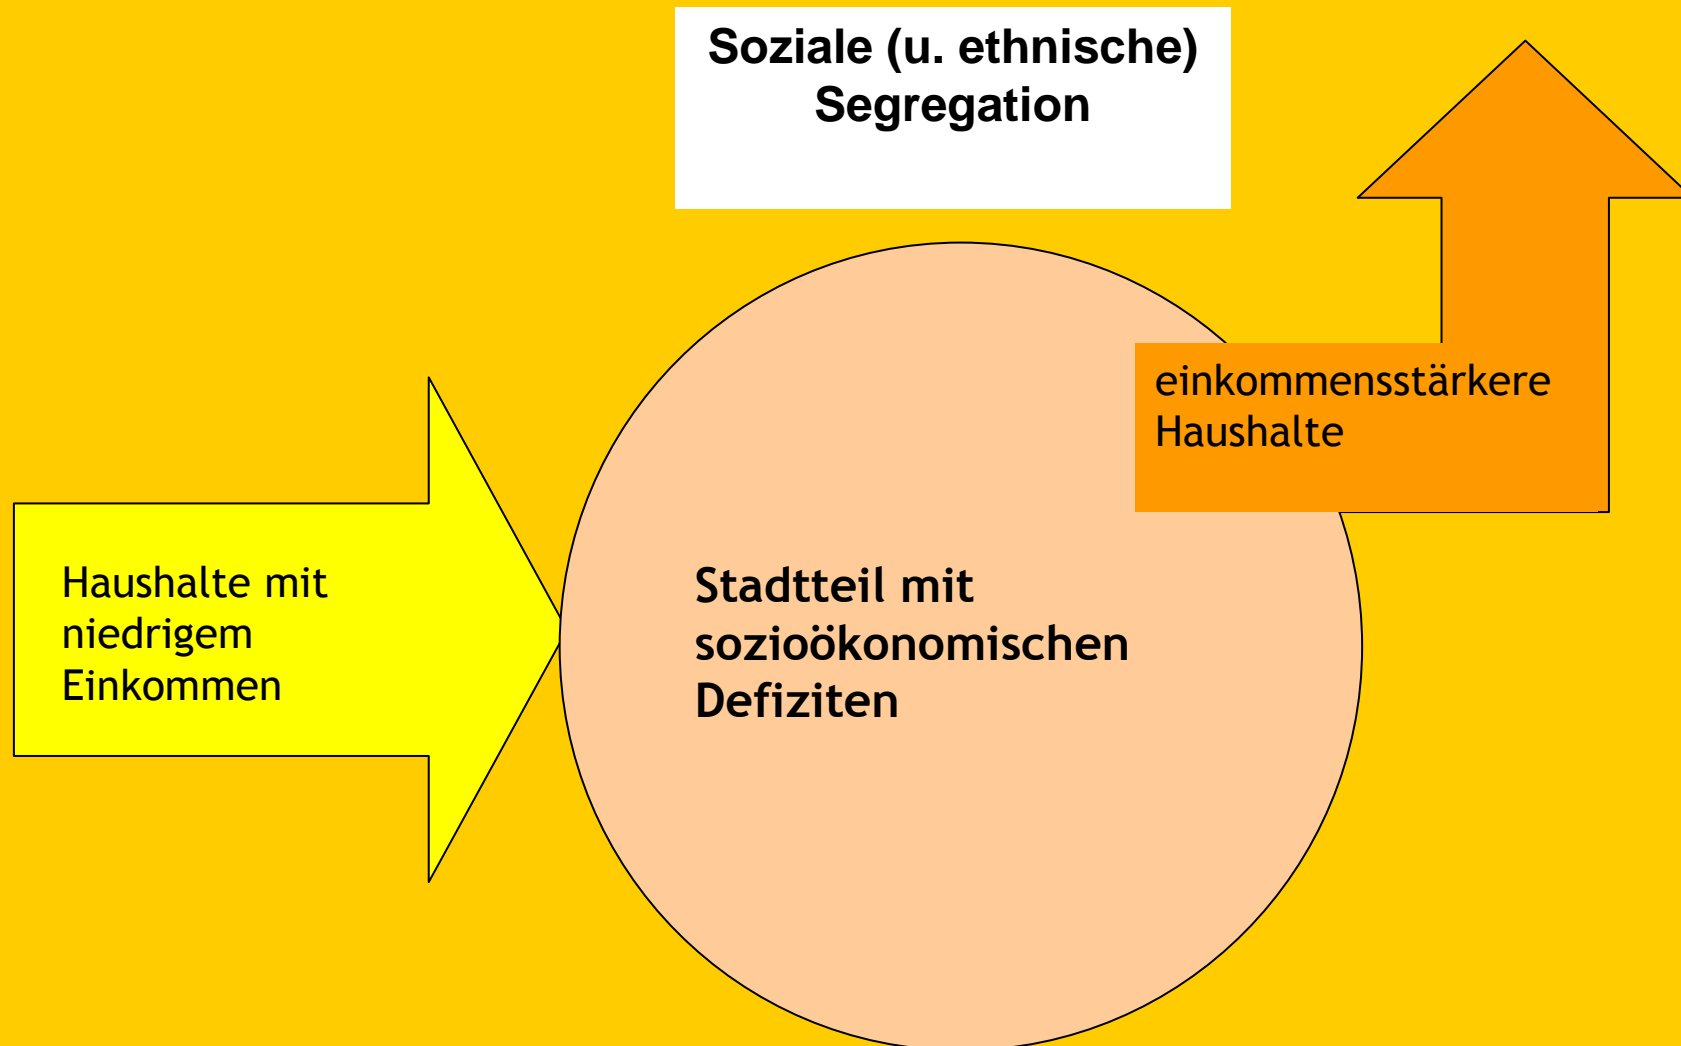 Soziale (u. ethnische)
Segregation
einkommensstärkere
Haushalte
Haushalte mit
niedrigem
Einkommen
Stadtteil mit
sozioökonomischen
Defiziten